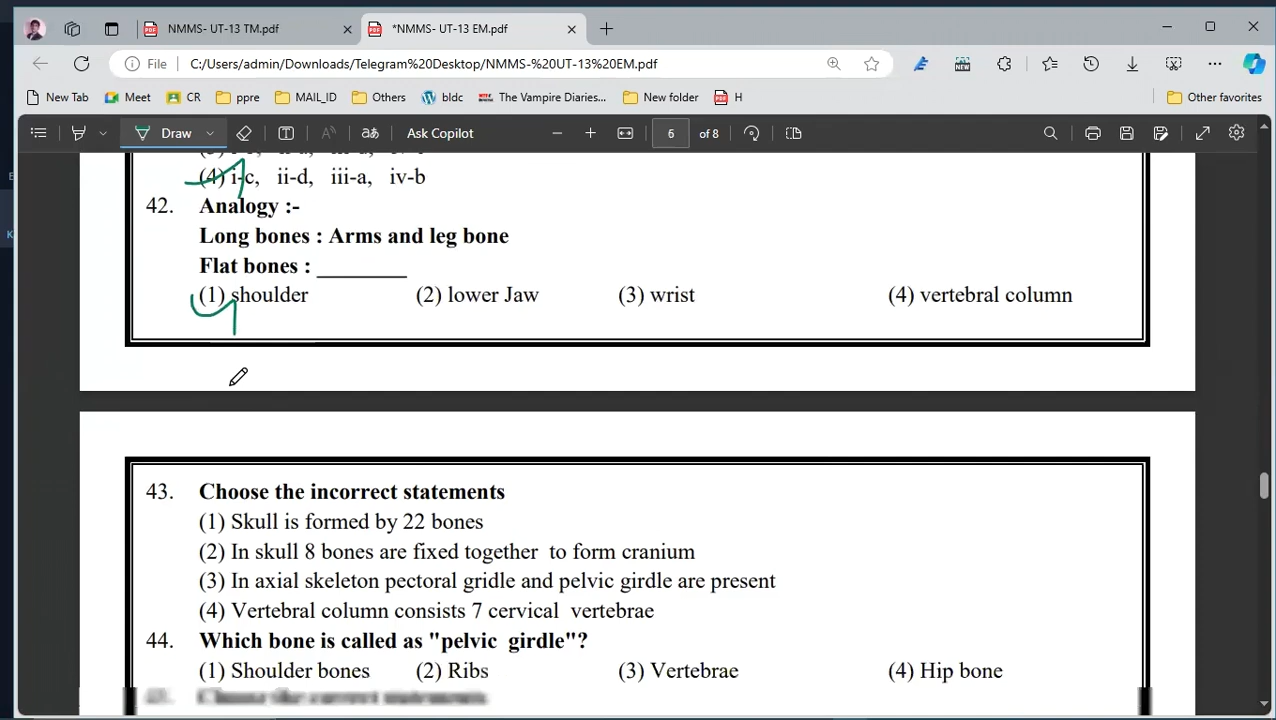 NMMS- UT-13 TM.pdf
*NMMS- UT-13 EM.pdf
File C:/Users/admin/Downloads/Telegram%20Desktop/NMMS-%20UT-13%20EM.pdf
New Tab Meet CR ppre MAIL_ID Others bldc The Vampire Diaries... New folder H Other favorites
Draw Ask Copilot 6 of 8
(4) i-c, ii-d, iii-a, iv-b
42. Analogy :-
Long bones : Arms and leg bone
Flat bones : ________
(1) shoulder (2) lower Jaw (3) wrist (4) vertebral column
43. Choose the incorrect statements
(1) Skull is formed by 22 bones
(2) In skull 8 bones are fixed together to form cranium
(3) In axial skeleton pectoral gridle and pelvic girdle are present
(4) Vertebral column consists 7 cervical vertebrae
44. Which bone is called as "pelvic girdle"?
(1) Shoulder bones (2) Ribs (3) Vertebrae (4) Hip bone
45. Choose the correct statements